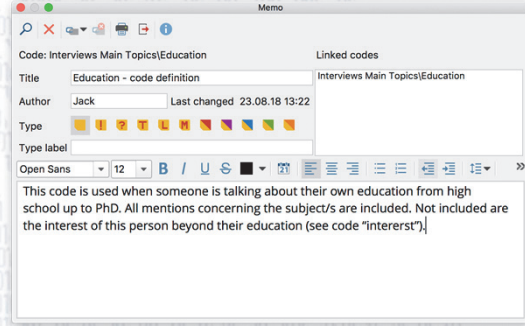 Memo
Code: Interviews Main Topics\Education
Linked codes
Title
Education - code definition
Interviews Main Topics\Education
Author
Jack
Last changed 23.08.18 13:22
Type
! ? T L M
Type label
Open Sans
12
B I U S
21
This code is used when someone is talking about their own education from high
school up to PhD. All mentions concerning the subject/s are included. Not included are
the interest of this person beyond their education (see code “intererst”).